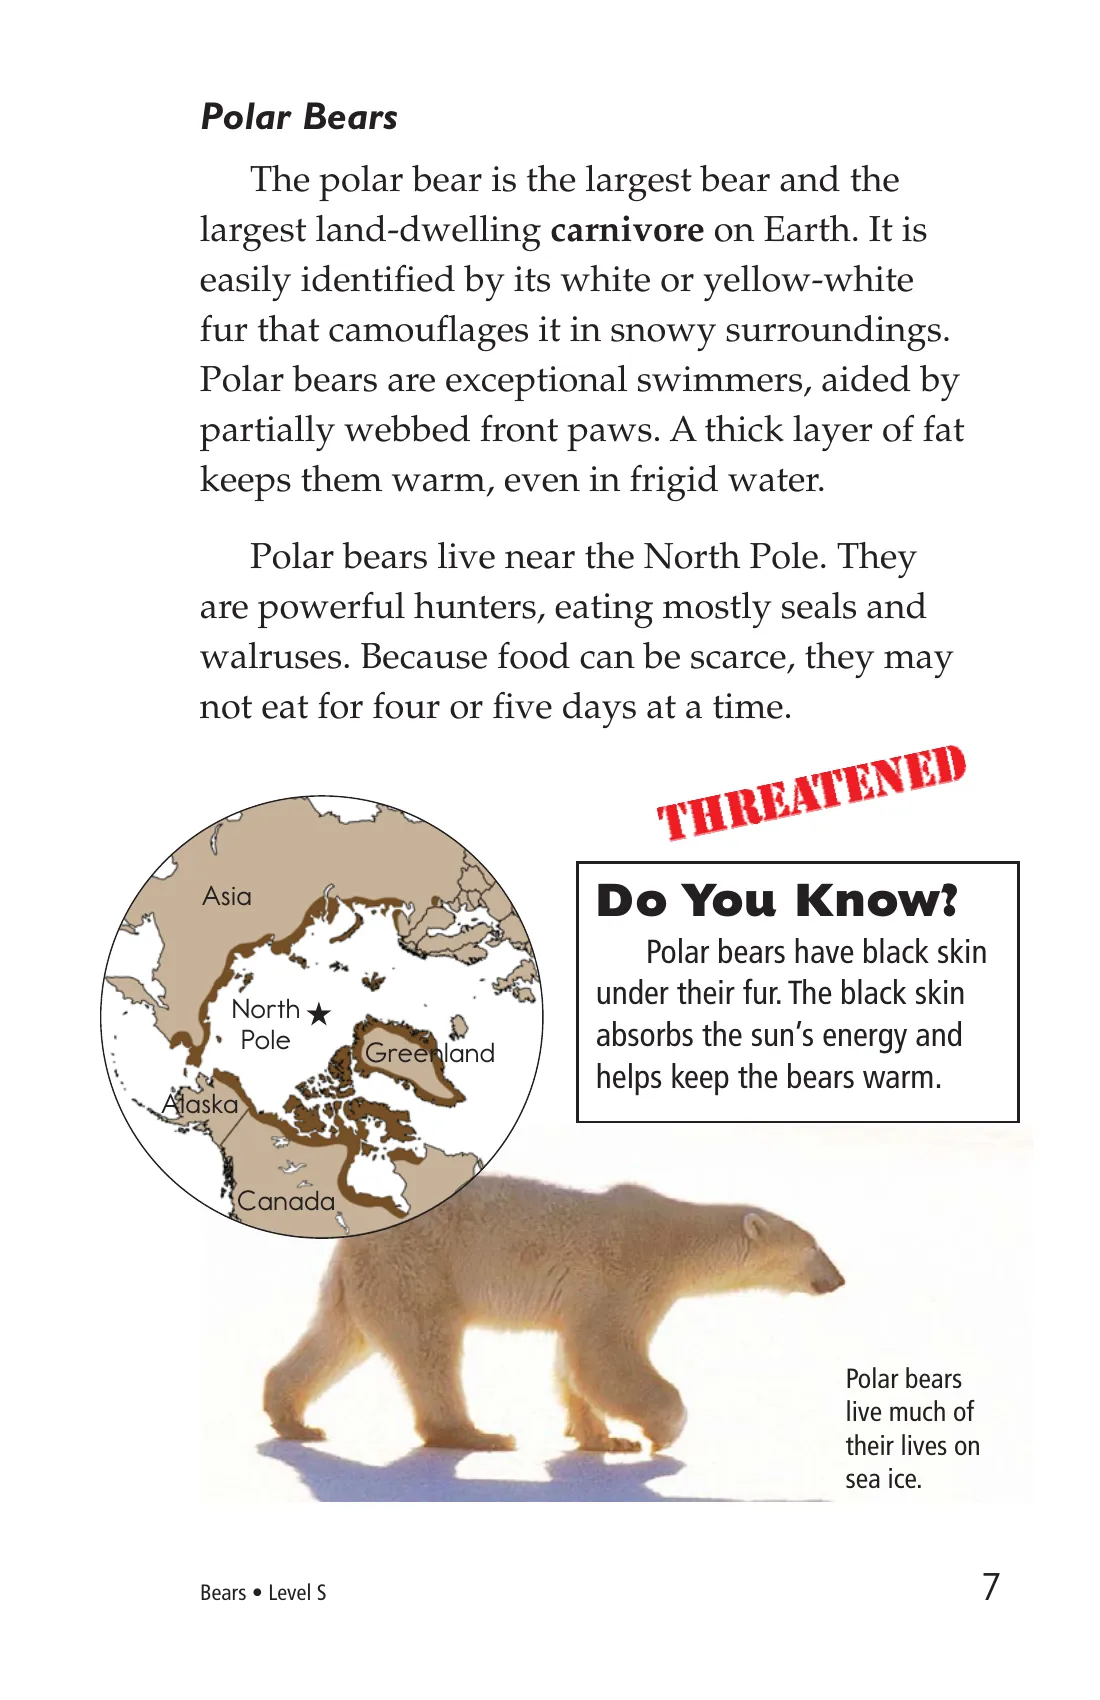 Polar Bears
The polar bear is the largest bear and the
largest land-dwelling carnivore on Earth. It is
easily identified by its white or yellow-white
fur that camouflages it in snowy surroundings.
Polar bears are exceptional swimmers, aided by
partially webbed front paws. A thick layer of fat
keeps them warm, even in frigid water.
Polar bears live near the North Pole. They
are powerful hunters, eating mostly seals and
walruses. Because food can be scarce, they may
not eat for four or five days at a time.
THREATENED
Asia
North
Pole
Greenland
Alaska
Canada
Do You Know?
Polar bears have black skin
under their fur. The black skin
absorbs the sun's energy and
helps keep the bears warm.
Polar bears
live much of
their lives on
sea ice.
Bears • Level S
7